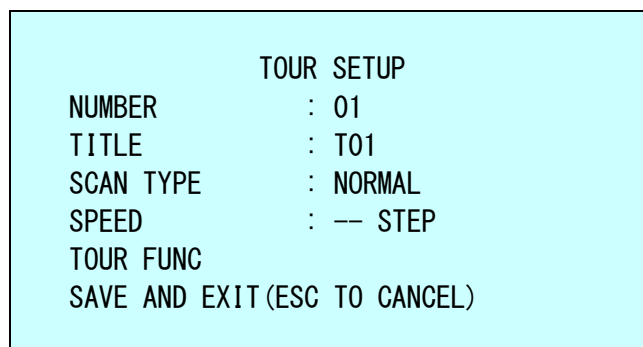 TOUR SETUP
NUMBER : 01
TITLE : T01
SCAN TYPE : NORMAL
SPEED : -- STEP
TOUR FUNC
SAVE AND EXIT(ESC TO CANCEL)